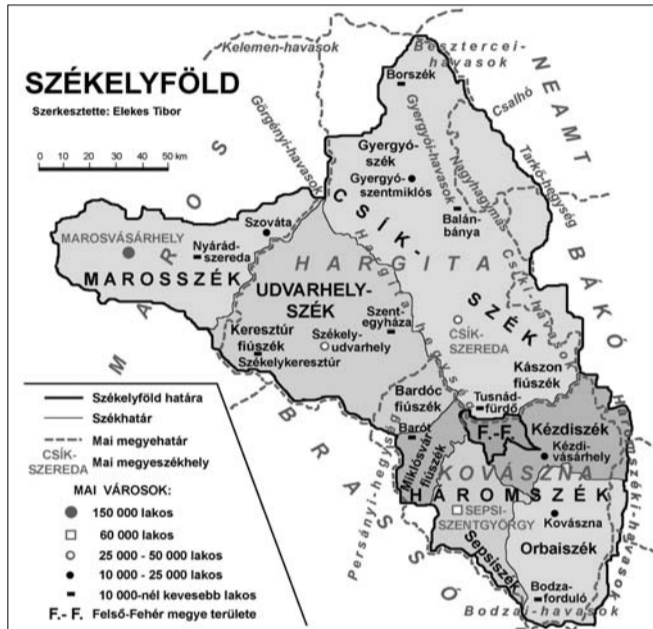 SZÉKELYFÖLD
Szerkesztette: Elekes Tibor
0 10 20 30 40 50 km
Kelemen-havasok
Besztercei-
havasok
Borszék
Csalhó
NEAMT
Görgényi-havasok
Gyergyói-havasok
Gyergyó-
szék
Gyergyó-
szentmiklós
Nagyhagymás
Tarkő-hegység
Balán-
bánya
MAROS
Szováta
MAROSVÁSÁRHELY
Nyárád-
szereda
MAROSSZÉK
CSÍK-
SZÉK
HARGITA
Hargita hegység
Csíki-havasok
BÁKÓ
UDVARHELY-
SZÉK
Szent-
egyháza
Keresztúr
fiúszék
Székely-
udvarhely
Székelykeresztúr
CSÍK-
SZEREDA
Kászon
fiúszék
Tusnád-
fürdő
Bardóc
fiúszék
Barót
Miklósvár
fiúszék
F.-F.
Kézdiszék
Kézdi-
vásárhely
KOVÁSZNA
HÁROMSZÉK
SEPSI-
SZENTGYÖRGY
Kovászna
Sepsiszék
Orbaiszék
Bodza-
forduló
Bodzai-havasok
Háromszéki-havasok
Persányi-hegység
BRASSÓ
Székelyföld határa
Székhatár
Mai megyehatár
CSÍK-
SZEREDA
Mai megyeszékhely
MAI VÁROSOK:
150 000 lakos
60 000 lakos
25 000 - 50 000 lakos
10 000 - 25 000 lakos
10 000-nél kevesebb lakos
F.- F. Felső-Fehér megye területe